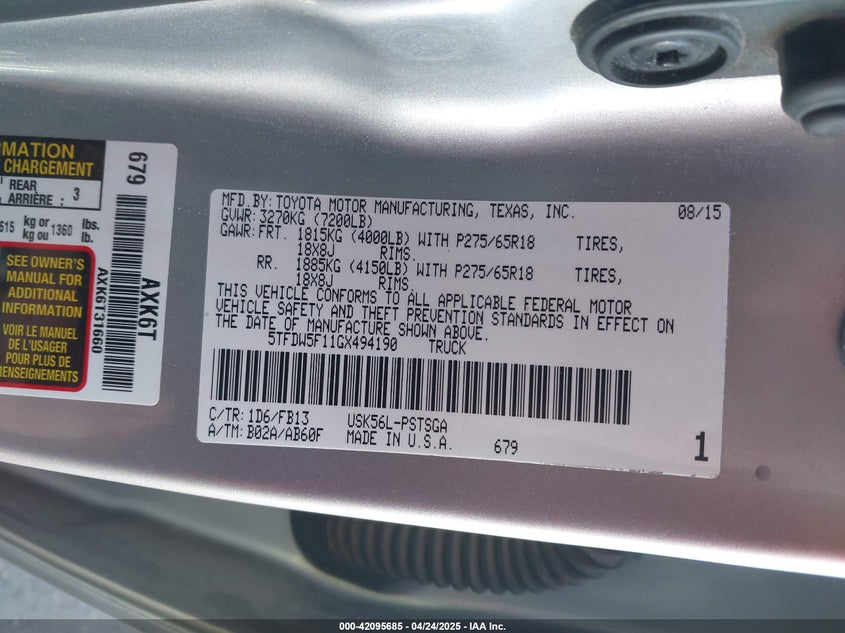 RMATION
CHARGEMENT
REAR
ARRIÈRE : 3
615 kg or 1360 lbs.
kg ou lb.
SEE OWNER'S
MANUAL FOR
ADDITIONAL
INFORMATION
VOIR LE MANUEL
DE L'USAGER
POUR PLUS DE
RENSEIGNEMENTS
679
AXK6T
AXK6T31660
MFD.BY: TOYOTA MOTOR MANUFACTURING, TEXAS, INC. 08/15
GVWR: 3270KG (7200LB)
GAWR: FRT. 1815KG (4000LB) WITH P275/65R18 TIRES,
18X8J RIMS.
RR. 1885KG (4150LB) WITH P275/65R18 TIRES,
18X8J RIMS.
THIS VEHICLE CONFORMS TO ALL APPLICABLE FEDERAL MOTOR
VEHICLE SAFETY AND THEFT PREVENTION STANDARDS IN EFFECT ON
THE DATE OF MANUFACTURE SHOWN ABOVE.
5TFDW5F11GX494190 TRUCK
C/TR: 1D6/FB13 USK56L-PSTSGA
A/TM: B02A/AB60F MADE IN U.S.A. 679 1
000-42095685 - 04/24/2025 - IAA Inc.